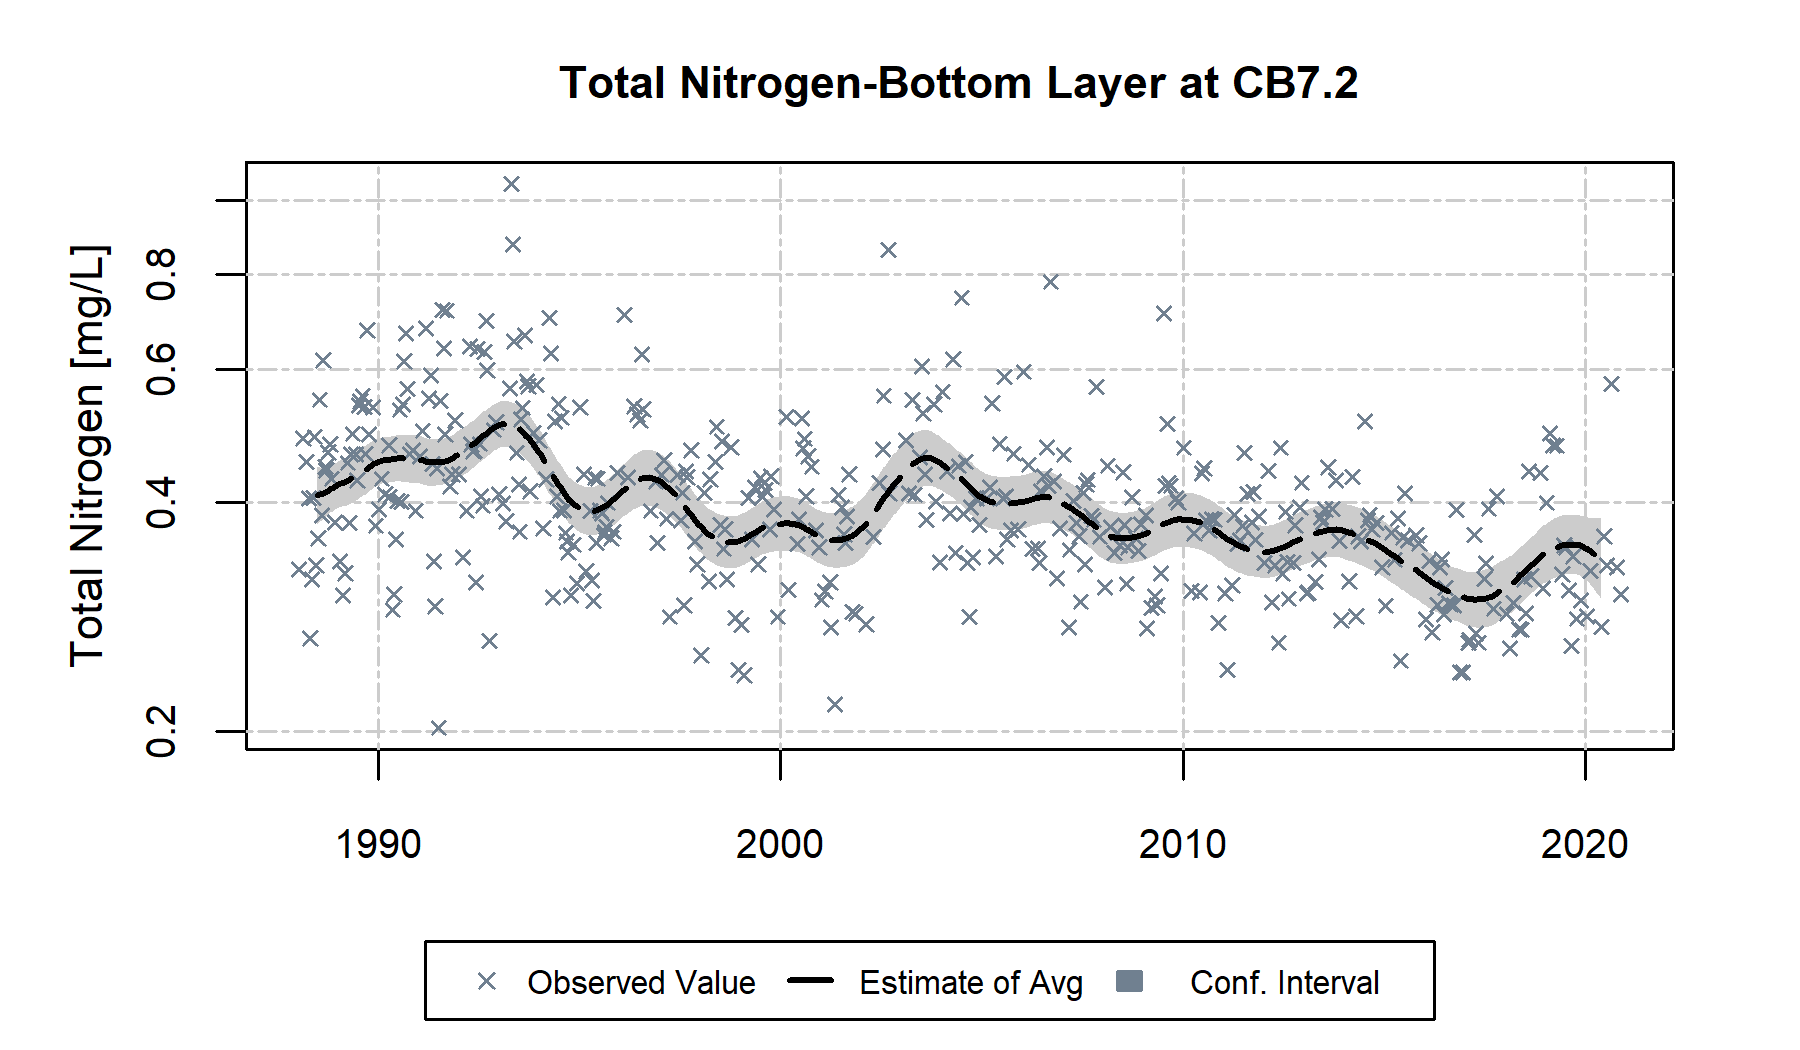 Total Nitrogen-Bottom Layer at CB7.2
Total Nitrogen [mg/L]
0.8
0.6
0.4
0.2
1990 2000 2010 2020
Observed Value Estimate of Avg Conf. Interval